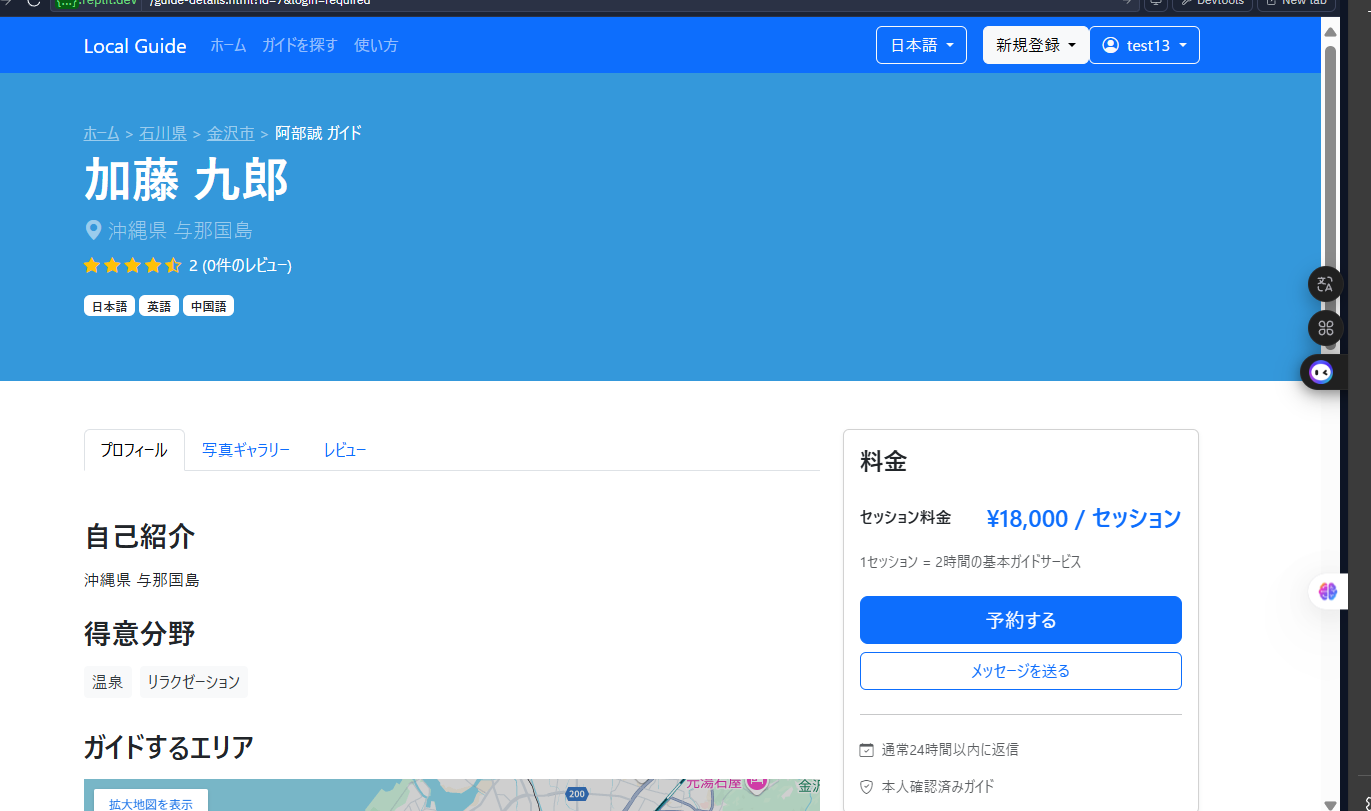 {...}.replit.dev /guide-details.html?id=7&login=required Devtools New tab
Local Guide ホーム ガイドを探す 使い方 日本語 新規登録 test13
ホーム > 石川県 > 金沢市 > 阿部誠 ガイド
加藤 九郎
沖縄県 与那国島
2 (0件のレビュー)
日本語 英語 中国語
プロフィール 写真ギャラリー レビュー
自己紹介
沖縄県 与那国島
得意分野
温泉 リラクゼーション
ガイドするエリア
拡大地図を表示
200
元湯石屋
金沢
料金
セッション料金 ¥18,000 / セッション
1セッション = 2時間の基本ガイドサービス
予約する
メッセージを送る
通常24時間以内に返信
本人確認済みガイド